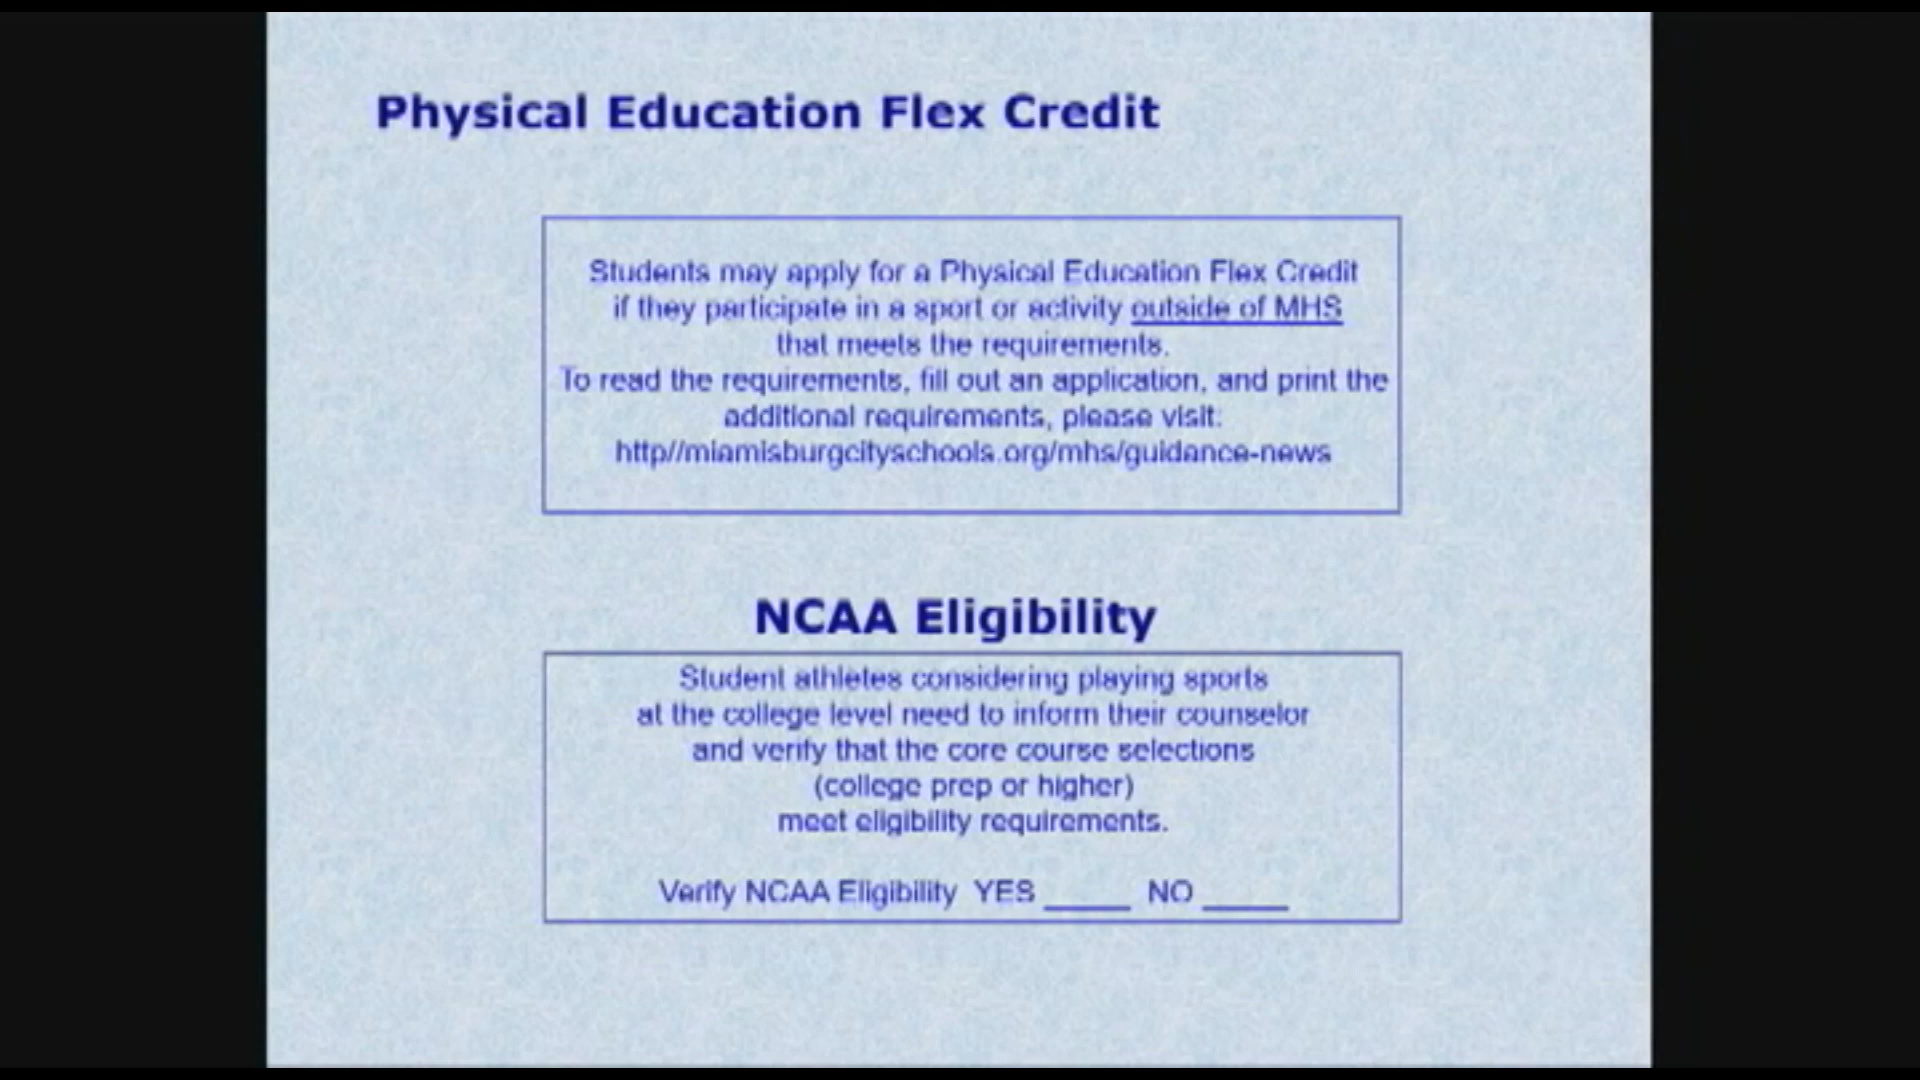 Physical Education Flex Credit
Students may apply for a Physical Education Flex Credit
if they participate in a sport or activity outside of MHS
that meets the requirements.
To read the requirements, fill out an application, and print the
additional requirements, please visit:
http//miamisburgcityschools.org/mhs/guidance-news
NCAA Eligibility
Student athletes considering playing sports
at the college level need to inform their counselor
and verify that the core course selections
(college prep or higher)
meet eligibility requirements.
Verify NCAA Eligibility YES _____ NO _____